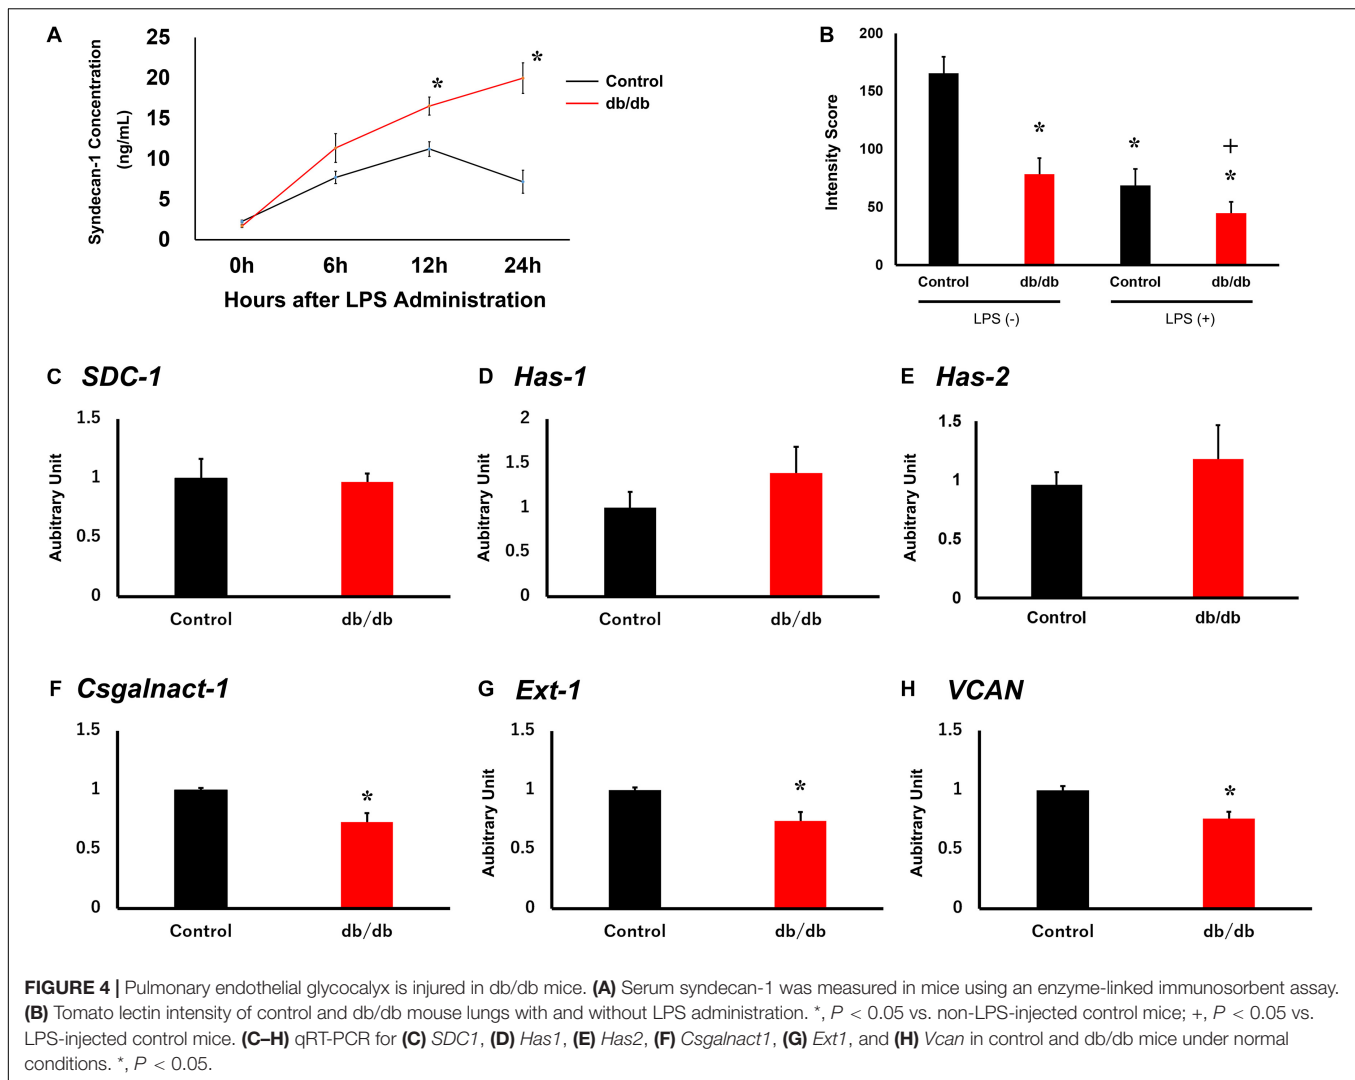 A
25
20
15
10
5
0
Syndecan-1 Concentration
(ng/mL)
*
*
Control
db/db
0h 6h 12h 24h
Hours after LPS Administration
B
200
150
100
50
0
Intensity Score
*
*
+
*
Control db/db Control db/db
LPS (-) LPS (+)
C SDC-1
1.5
1
0.5
0
Aubitrary Unit
Control db/db
D Has-1
2
1.5
1
0.5
0
Aubitrary Unit
Control db/db
E Has-2
1.5
1
0.5
0
Aubitrary Unit
Control db/db
F Csgalnact-1
1.5
1
0.5
0
Aubitrary Unit
*
Control db/db
G Ext-1
1.5
1
0.5
0
Aubitrary Unit
*
Control db/db
H VCAN
1.5
1
0.5
0
Aubitrary Unit
*
Control db/db
FIGURE 4 | Pulmonary endothelial glycocalyx is injured in db/db mice. (A) Serum syndecan-1 was measured in mice using an enzyme-linked immunosorbent assay.
(B) Tomato lectin intensity of control and db/db mouse lungs with and without LPS administration. *, P < 0.05 vs. non-LPS-injected control mice; +, P < 0.05 vs.
LPS-injected control mice. (C–H) qRT-PCR for (C) SDC1, (D) Has1, (E) Has2, (F) Csgalnact1, (G) Ext1, and (H) Vcan in control and db/db mice under normal
conditions. *, P < 0.05.